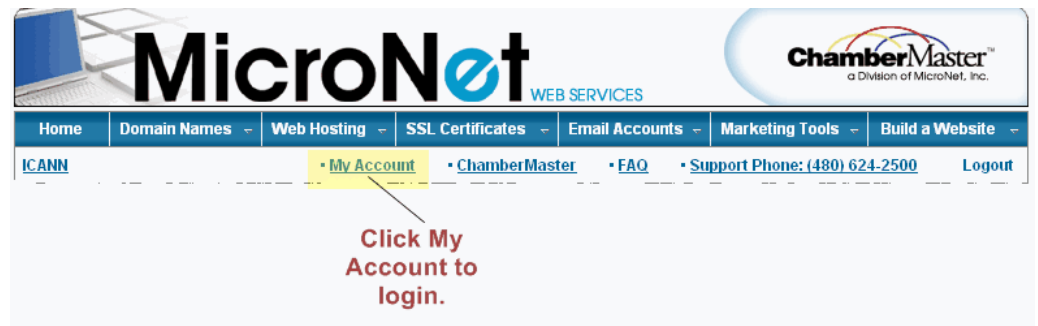 MicroNet WEB SERVICES
ChamberMaster™
a Division of MicroNet, Inc.
Home Domain Names Web Hosting SSL Certificates Email Accounts Marketing Tools Build a Website
ICANN ▪ My Account ▪ ChamberMaster ▪ FAQ ▪ Support Phone: (480) 624-2500 Logout
Click My
Account to
login.